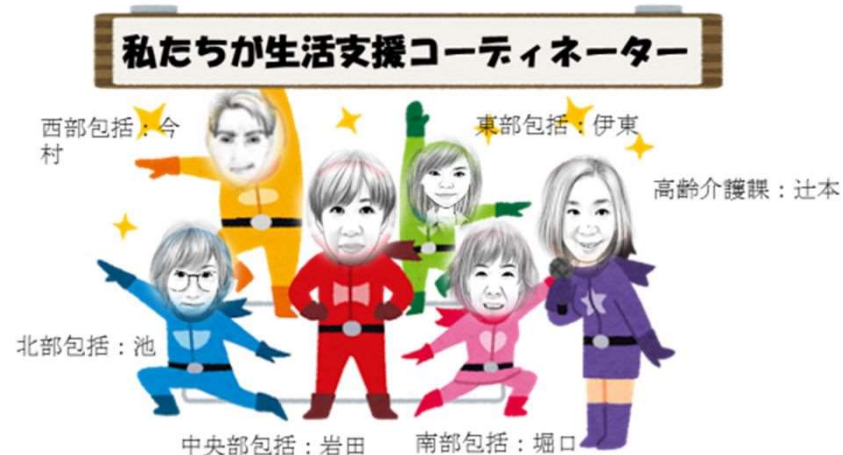 私たちが生活支援コーディネーター
西部包括：今
村
東部包括：伊東
高齢介護課：辻本
北部包括：池
中央部包括：岩田
南部包括：堀口